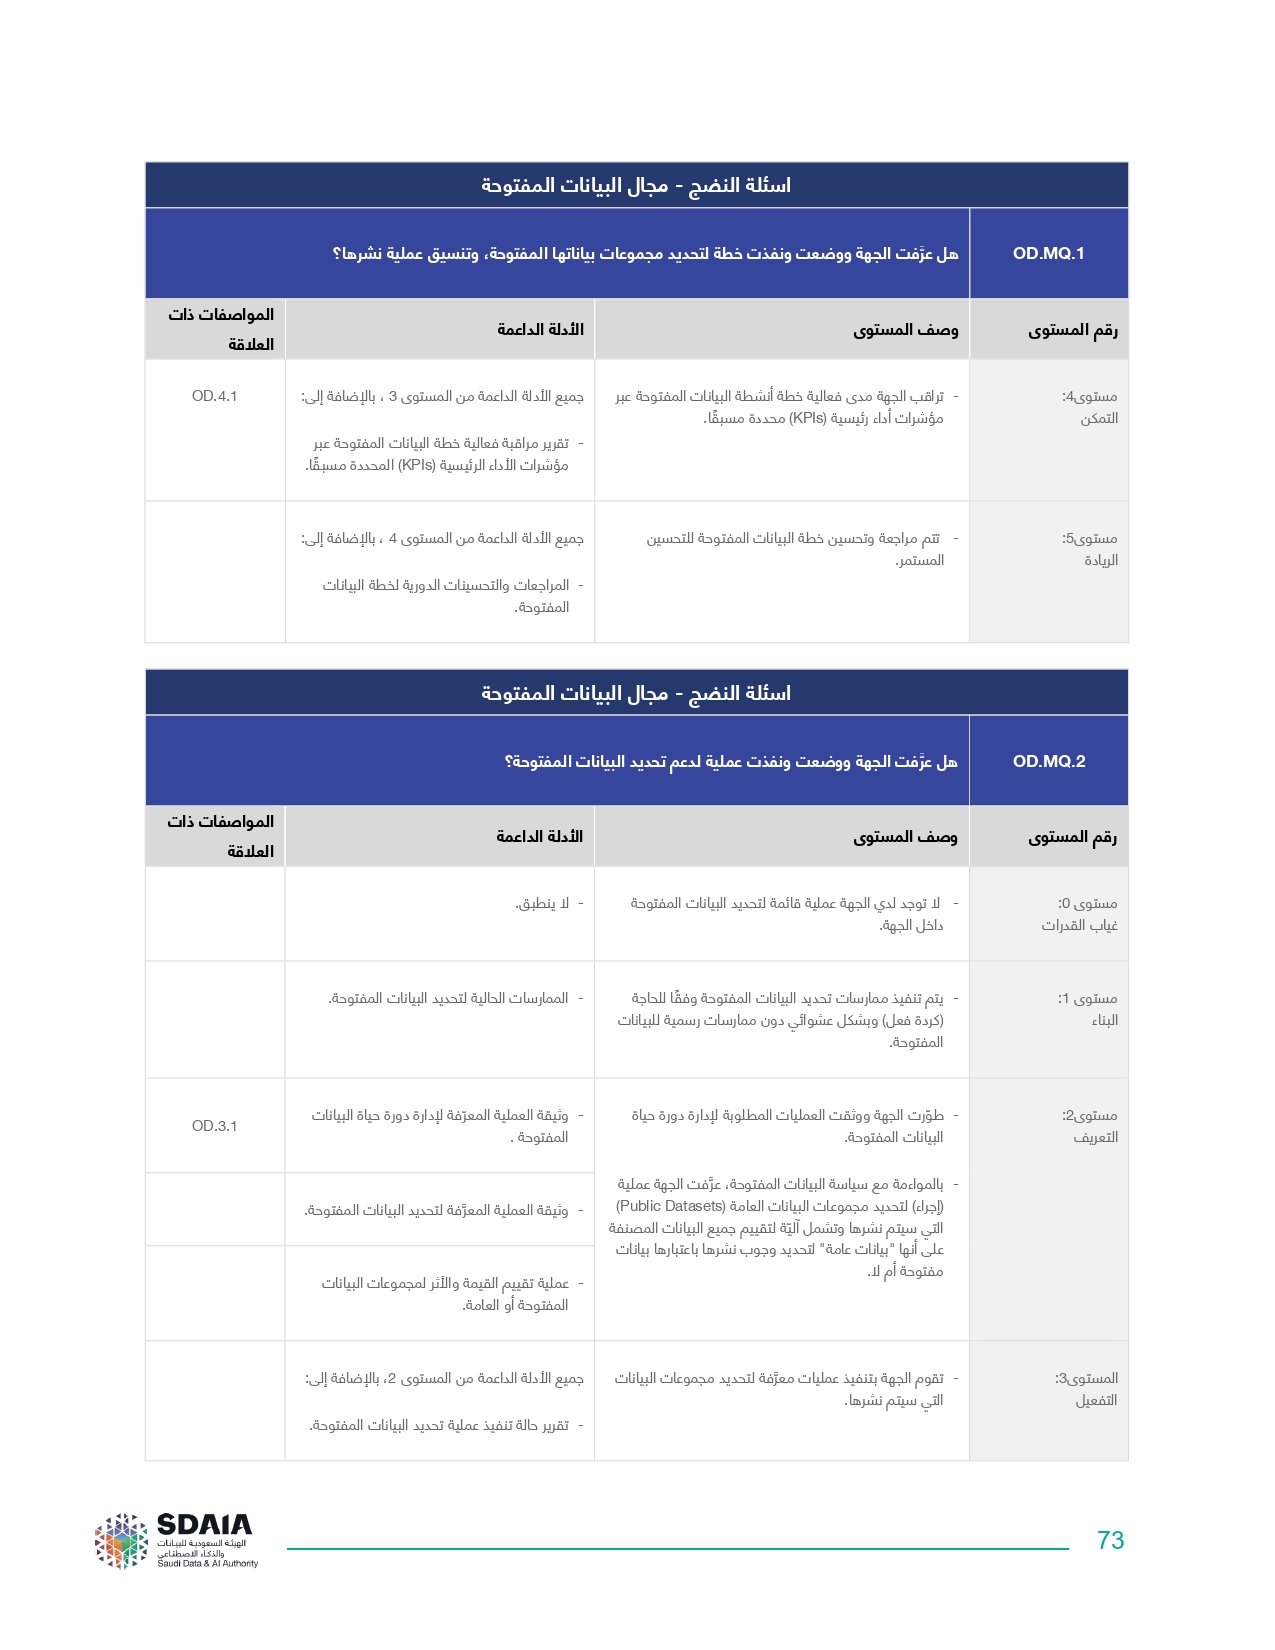 اسئلة النضج - مجال البيانات المفتوحة
OD.MQ.1
هل عرَّفت الجهة ووضعت ونفذت خطة لتحديد مجموعات بياناتها المفتوحة، وتنسيق عملية نشرها؟
رقم المستوى
وصف المستوى
الأدلة الداعمة
المواصفات ذات
العلاقة
مستوى4:
التمكن
- تراقب الجهة مدى فعالية خطة أنشطة البيانات المفتوحة عبر
مؤشرات أداء رئيسية (KPIs) محددة مسبقًا.
جميع الأدلة الداعمة من المستوى 3 ، بالإضافة إلى:
- تقرير مراقبة فعالية خطة البيانات المفتوحة عبر
مؤشرات الأداء الرئيسية (KPIs) المحددة مسبقًا.
OD.4.1
مستوى5:
الريادة
- تتم مراجعة وتحسين خطة البيانات المفتوحة للتحسين
المستمر.
جميع الأدلة الداعمة من المستوى 4 ، بالإضافة إلى:
- المراجعات والتحسينات الدورية لخطة البيانات
المفتوحة.
اسئلة النضج - مجال البيانات المفتوحة
OD.MQ.2
هل عرَّفت الجهة ووضعت ونفذت عملية لدعم تحديد البيانات المفتوحة؟
رقم المستوى
وصف المستوى
الأدلة الداعمة
المواصفات ذات
العلاقة
مستوى 0:
غياب القدرات
- لا توجد لدي الجهة عملية قائمة لتحديد البيانات المفتوحة
داخل الجهة.
- لا ينطبق.
مستوى 1:
البناء
- يتم تنفيذ ممارسات تحديد البيانات المفتوحة وفقًا للحاجة
(كردة فعل) وبشكل عشوائي دون ممارسات رسمية للبيانات
المفتوحة.
- الممارسات الحالية لتحديد البيانات المفتوحة.
مستوى2:
التعريف
- طوّرت الجهة ووثقت العمليات المطلوبة لإدارة دورة حياة
البيانات المفتوحة.
- بالمواءمة مع سياسة البيانات المفتوحة، عرَّفت الجهة عملية
(إجراء) لتحديد مجموعات البيانات العامة (Public Datasets)
التي سيتم نشرها وتشمل آليّة لتقييم جميع البيانات المصنفة
على أنها "بيانات عامة" لتحديد وجوب نشرها باعتبارها بيانات
مفتوحة أم لا.
- وثيقة العملية المعرّفة لإدارة دورة حياة البيانات
المفتوحة .
OD.3.1
- وثيقة العملية المعرَّفة لتحديد البيانات المفتوحة.
- عملية تقييم القيمة والأثر لمجموعات البيانات
المفتوحة أو العامة.
المستوى3:
التفعيل
- تقوم الجهة بتنفيذ عمليات معرَّفة لتحديد مجموعات البيانات
التي سيتم نشرها.
جميع الأدلة الداعمة من المستوى 2، بالإضافة إلى:
- تقرير حالة تنفيذ عملية تحديد البيانات المفتوحة.
SDAIA
الهيئة السعودية للبيانات
والذكاء الاصطناعي
Saudi Data & AI Authority
73